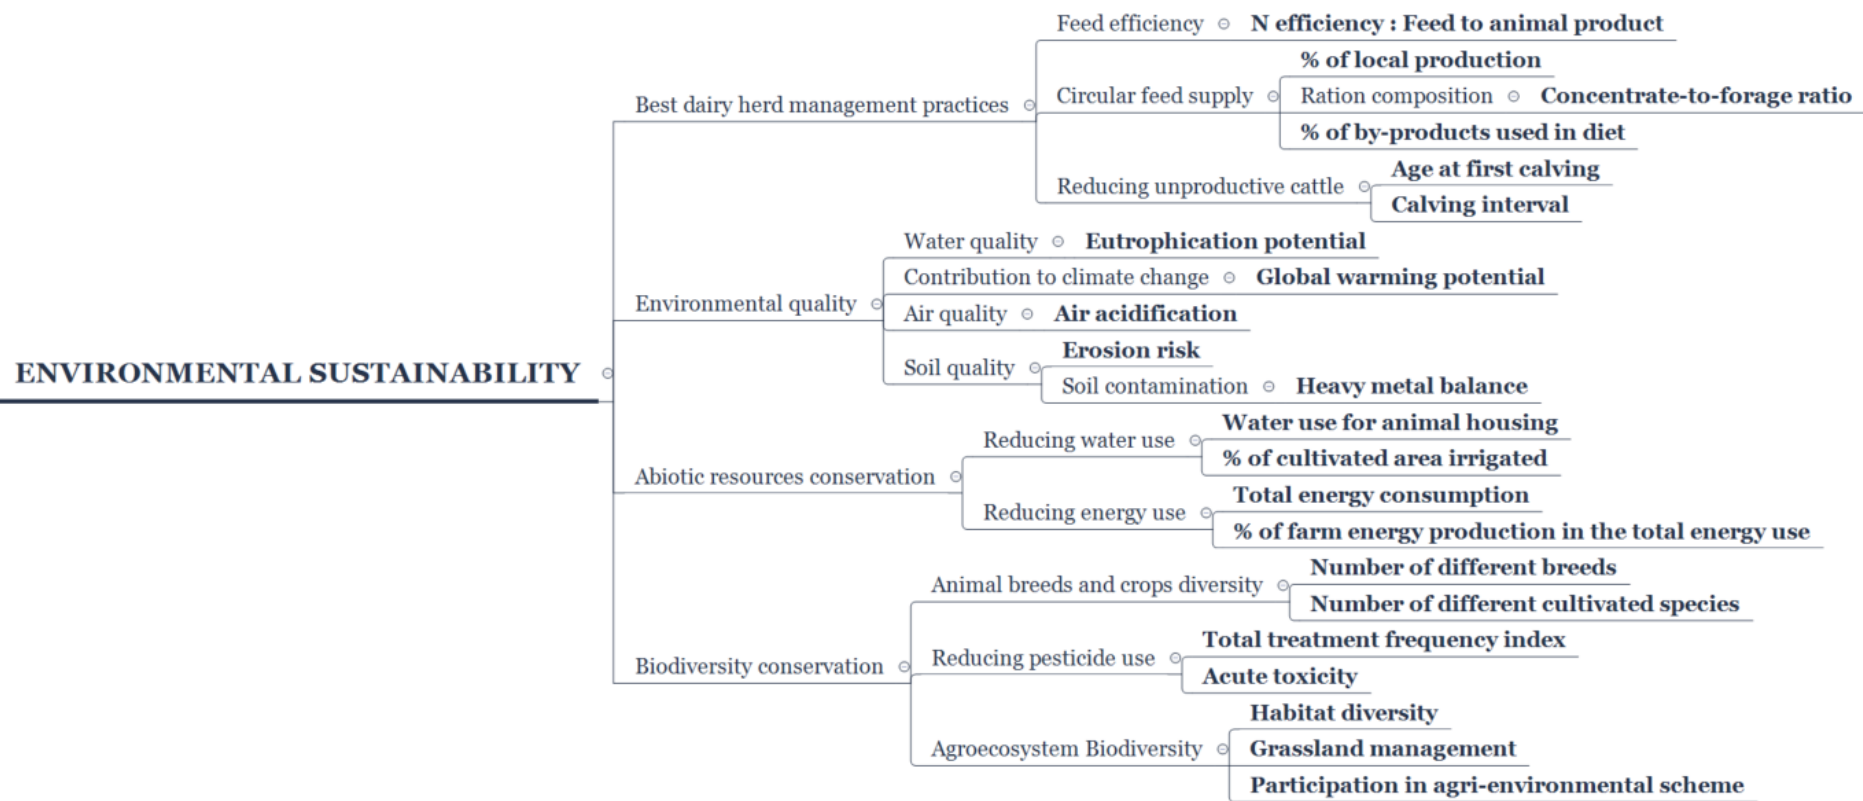 Feed efficiency N efficiency : Feed to animal product
% of local production
Best dairy herd management practices Circular feed supply Ration composition Concentrate-to-forage ratio
% of by-products used in diet
Reducing unproductive cattle Age at first calving
Calving interval
Water quality Eutrophication potential
Contribution to climate change Global warming potential
Environmental quality Air quality Air acidification
Erosion risk
Soil quality
ENVIRONMENTAL SUSTAINABILITY
Soil contamination Heavy metal balance
Water use for animal housing
Reducing water use
% of cultivated area irrigated
Abiotic resources conservation
Total energy consumption
Reducing energy use
% of farm energy production in the total energy use
Number of different breeds
Animal breeds and crops diversity
Number of different cultivated species
Total treatment frequency index
Biodiversity conservation Reducing pesticide use
Acute toxicity
Habitat diversity
Agroecosystem Biodiversity Grassland management
Participation in agri-environmental scheme